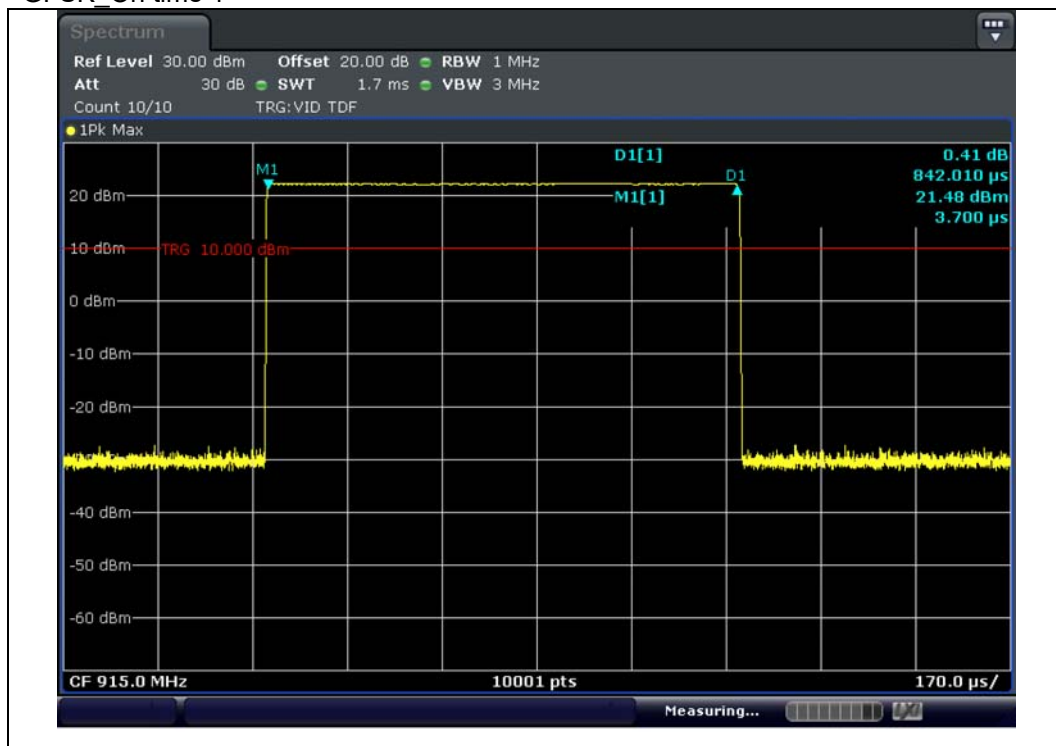 Spectrum
Ref Level 30.00 dBm Offset 20.00 dB RBW 1 MHz
Att 30 dB SWT 1.7 ms VBW 3 MHz
Count 10/10 TRG:VID TDF
1Pk Max
D1[1] 0.41 dB
M1 D1 842.010 µs
20 dBm M1[1] 21.48 dBm
3.700 µs
10 dBm TRG 10.000 dBm
0 dBm
-10 dBm
-20 dBm
-40 dBm
-50 dBm
-60 dBm
CF 915.0 MHz 10001 pts 170.0 µs/
Measuring...